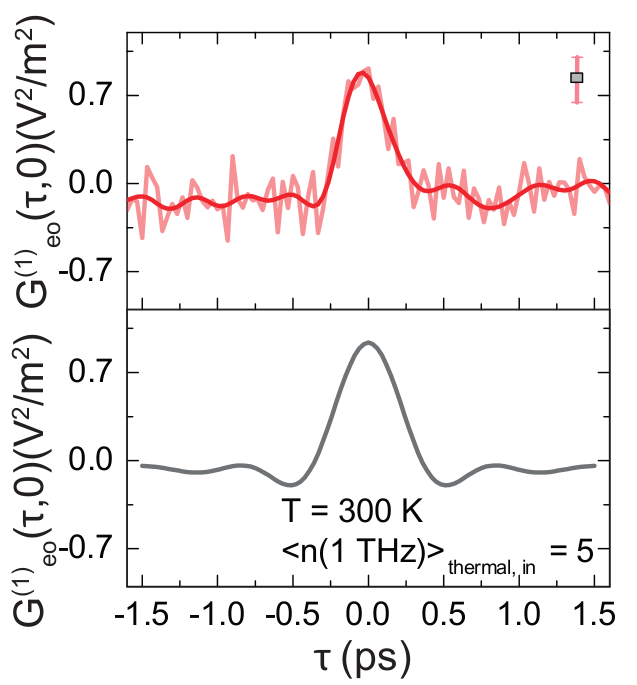 G⁽¹⁾eo(τ,0)(V²/m²)
0.7
0.0
-0.7
G⁽¹⁾eo(τ,0)(V²/m²)
0.7
0.0
-0.7
T = 300 K
<n(1 THz)>thermal, in = 5
-1.5 -1.0 -0.5 0.0 0.5 1.0 1.5
τ (ps)